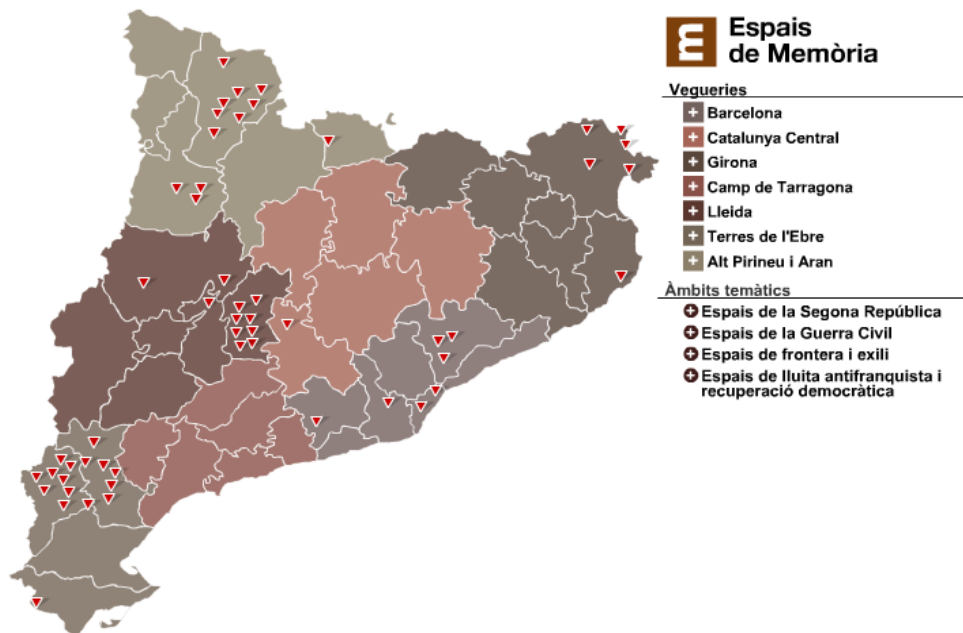 Espais
de Memòria
Vegueries
Barcelona
Catalunya Central
Girona
Camp de Tarragona
Lleida
Terres de l'Ebre
Alt Pirineu i Aran
Àmbits temàtics
Espais de la Segona República
Espais de la Guerra Civil
Espais de frontera i exili
Espais de lluita antifranquista i
recuperació democràtica